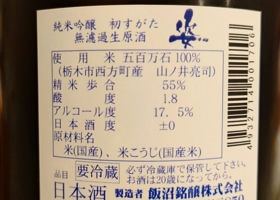 純米吟醸 初すがた
無濾過生原酒
姿
使用米 五百万石100%
(栃木市西方町産 山ノ井亮司)
精米歩合 55%
酸度 1.8
アルコール度 17.5%
日本酒度 ±0
原材料名
米(国産)、米こうじ(国産米)
要冷蔵 必ず冷蔵庫で保管して下さい。
お酒は20歳になってから。
日本酒 製造者 飯沼銘醸株式会社
4932711001706